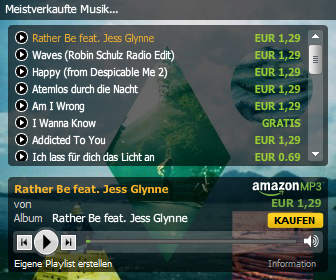 Meistverkaufte Musik...
Rather Be feat. Jess Glynne EUR 1,29
Waves (Robin Schulz Radio Edit) EUR 1,29
Happy (from Despicable Me 2) EUR 1,29
Atemlos durch die Nacht EUR 1,29
Am I Wrong EUR 1,29
I Wanna Know GRATIS
Addicted To You EUR 1,29
Ich lass für dich das Licht an EUR 0.69
Rather Be feat. Jess Glynne amazonMP3
von EUR 1,29
Album Rather Be feat. Jess Glynne KAUFEN
Eigene Playlist erstellen Information